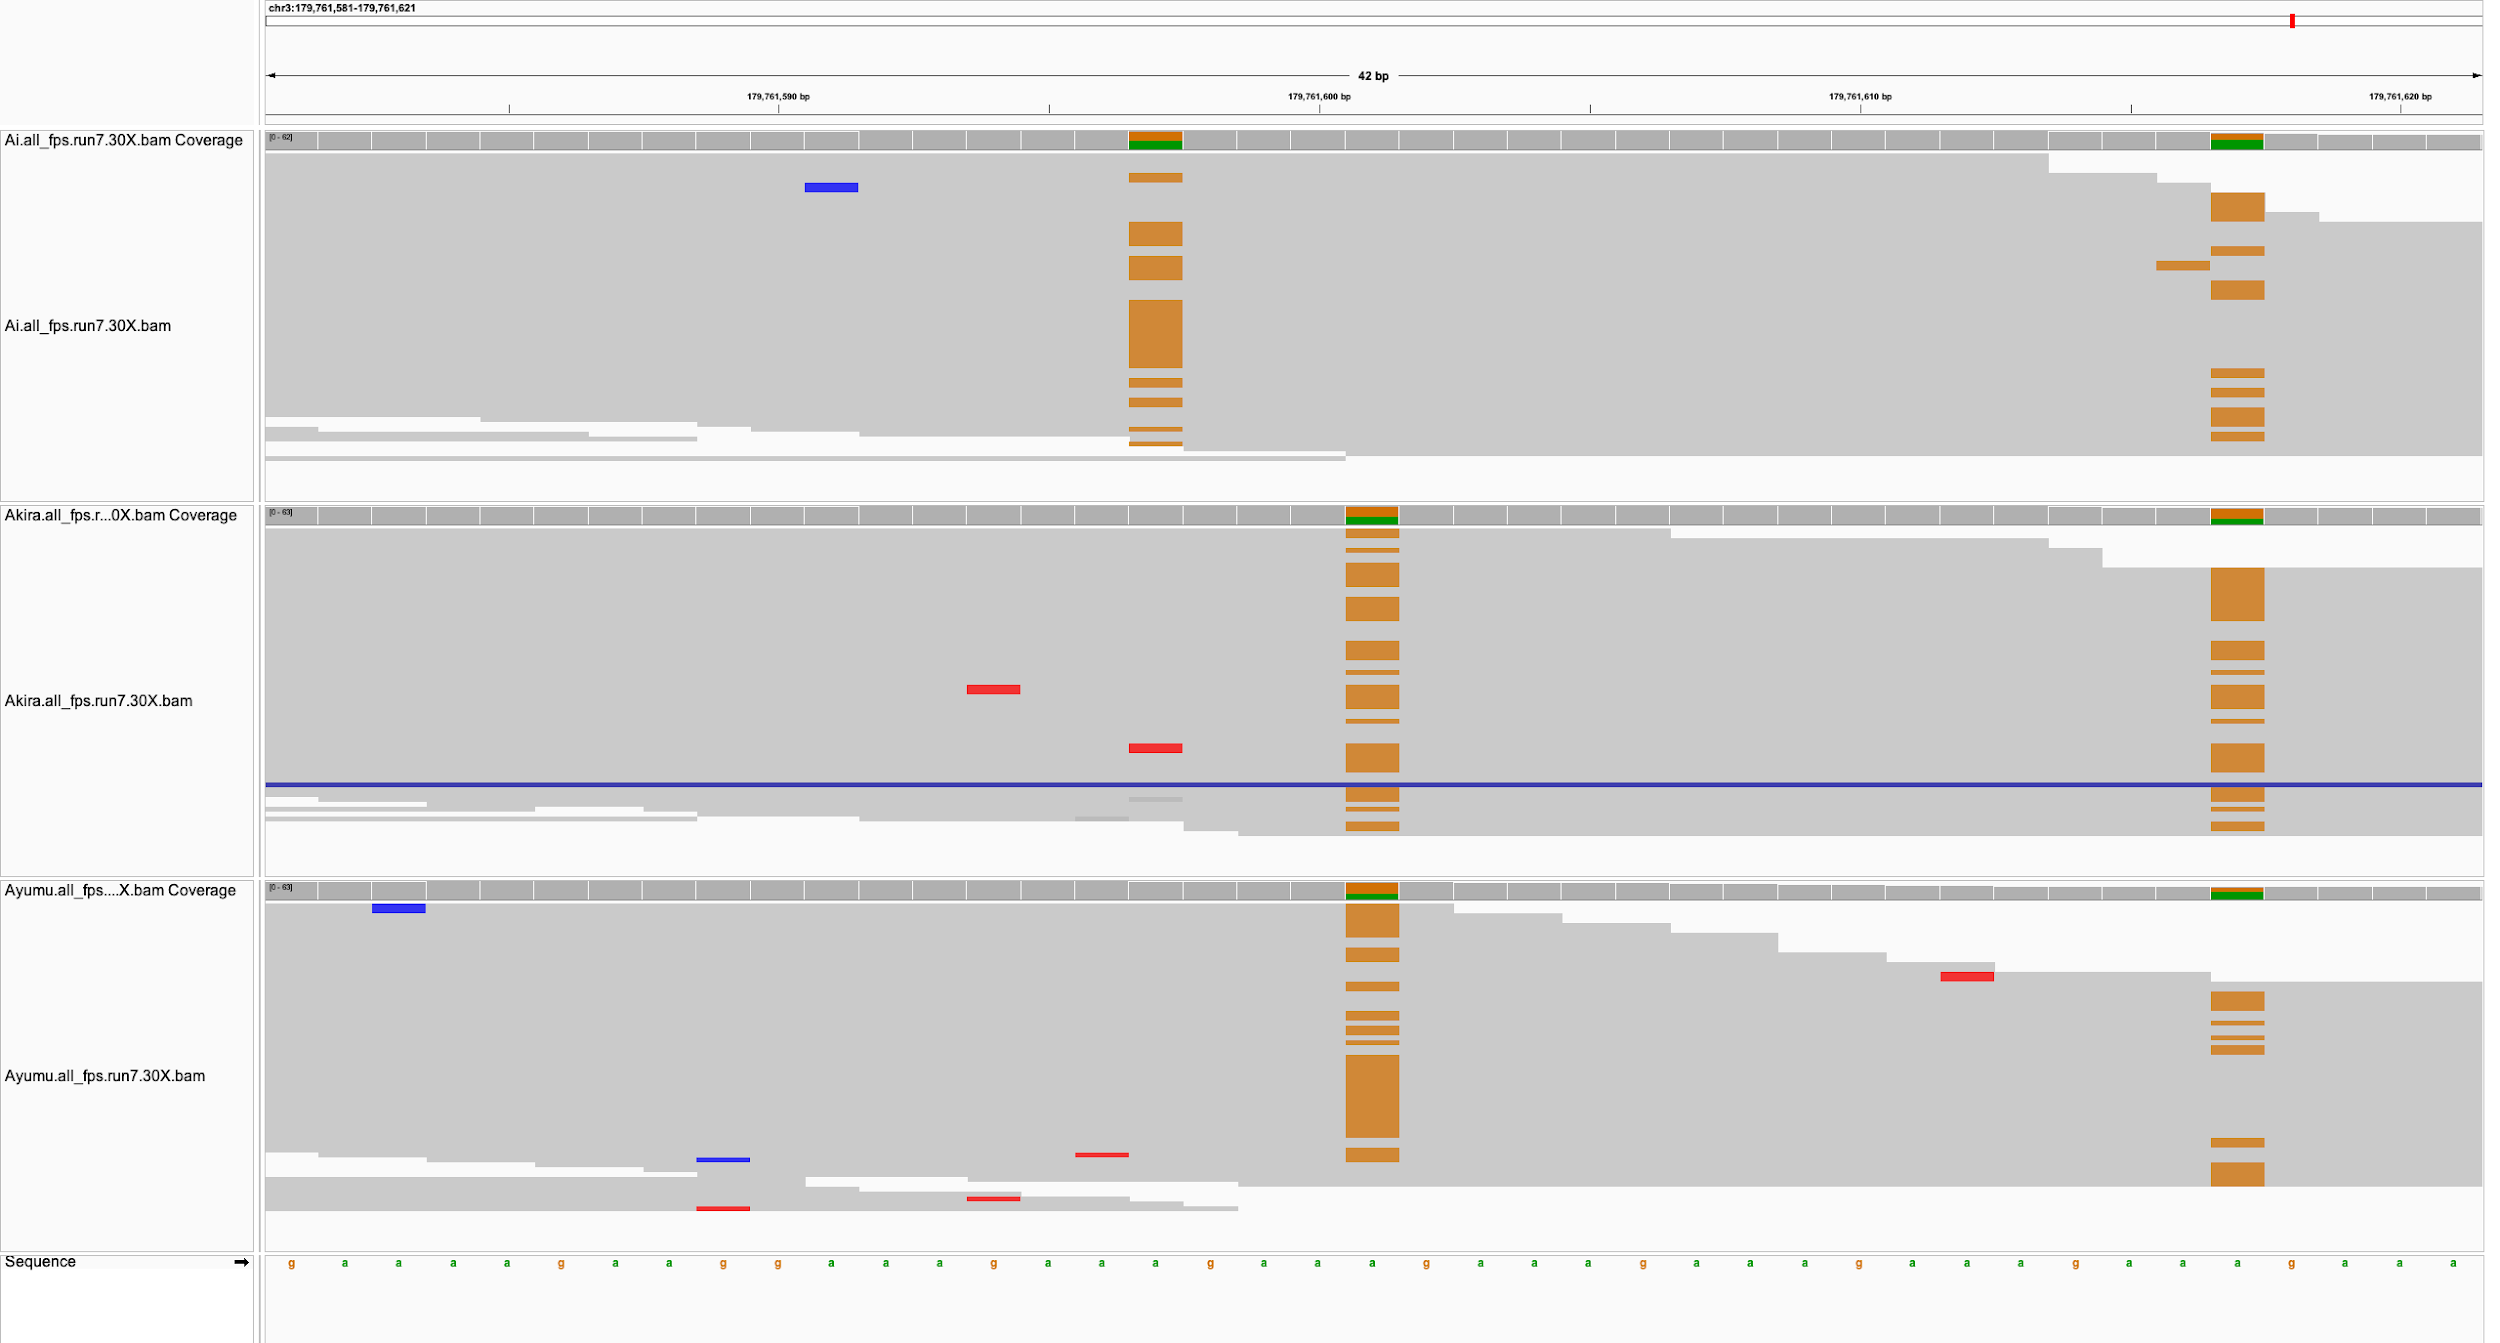 chr3:179,761,581-179,761,621
42 bp
179,761,590 bp 179,761,600 bp 179,761,610 bp 179,761,620 bp
Ai.all_fps.run7.30X.bam Coverage
[0 - 62]
Ai.all_fps.run7.30X.bam
Akira.all_fps.r...0X.bam Coverage
[0 - 63]
Akira.all_fps.run7.30X.bam
Ayumu.all_fps....X.bam Coverage
[0 - 63]
Ayumu.all_fps.run7.30X.bam
Sequence g a a a a g a a g g a a a g a a a g a a a g a a a g a a a g a a a g a a a g a a a